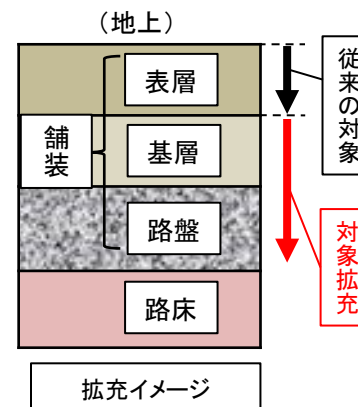 （地上）
表層
従来の対象
舗装
基層
路盤
対象拡充
路床
拡充イメージ